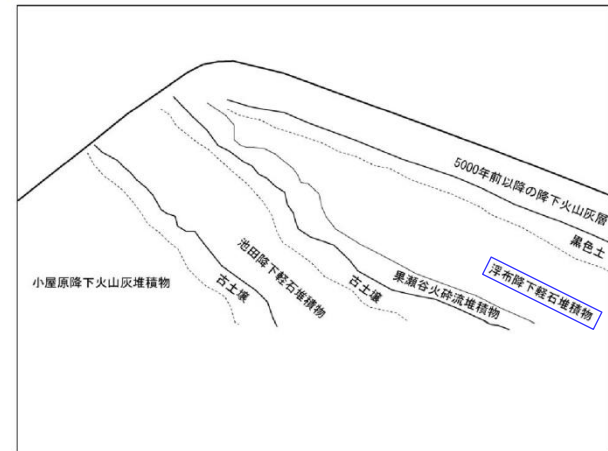 5000年前以降の降下火山灰層
黒色土
浮布降下軽石堆積物
果瀬谷火砕流堆積物
古土壌
池田降下軽石堆積物
古土壌
小屋原降下火山灰堆積物